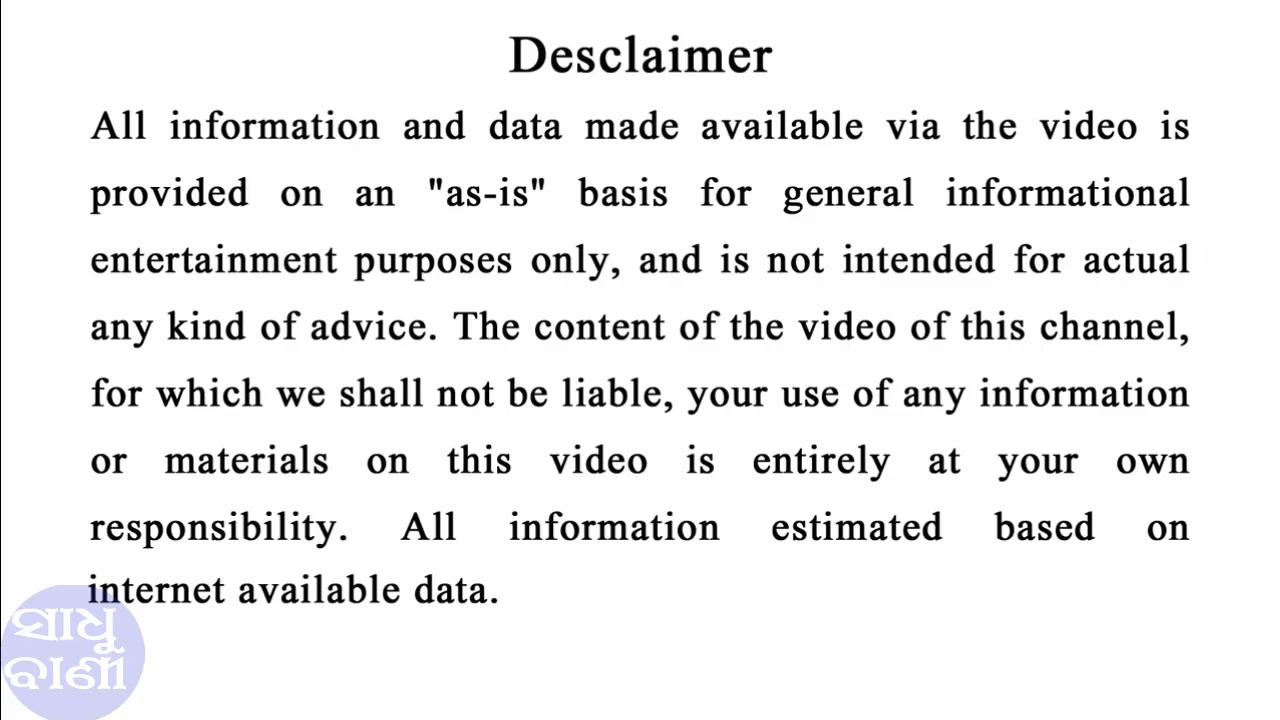 Desclaimer
All information and data made available via the video is
provided on an "as-is" basis for general informational
entertainment purposes only, and is not intended for actual
any kind of advice. The content of the video of this channel,
for which we shall not be liable, your use of any information
or materials on this video is entirely at your own
responsibility. All information estimated based on
internet available data.
ସାଧୁ
ବାଣୀ